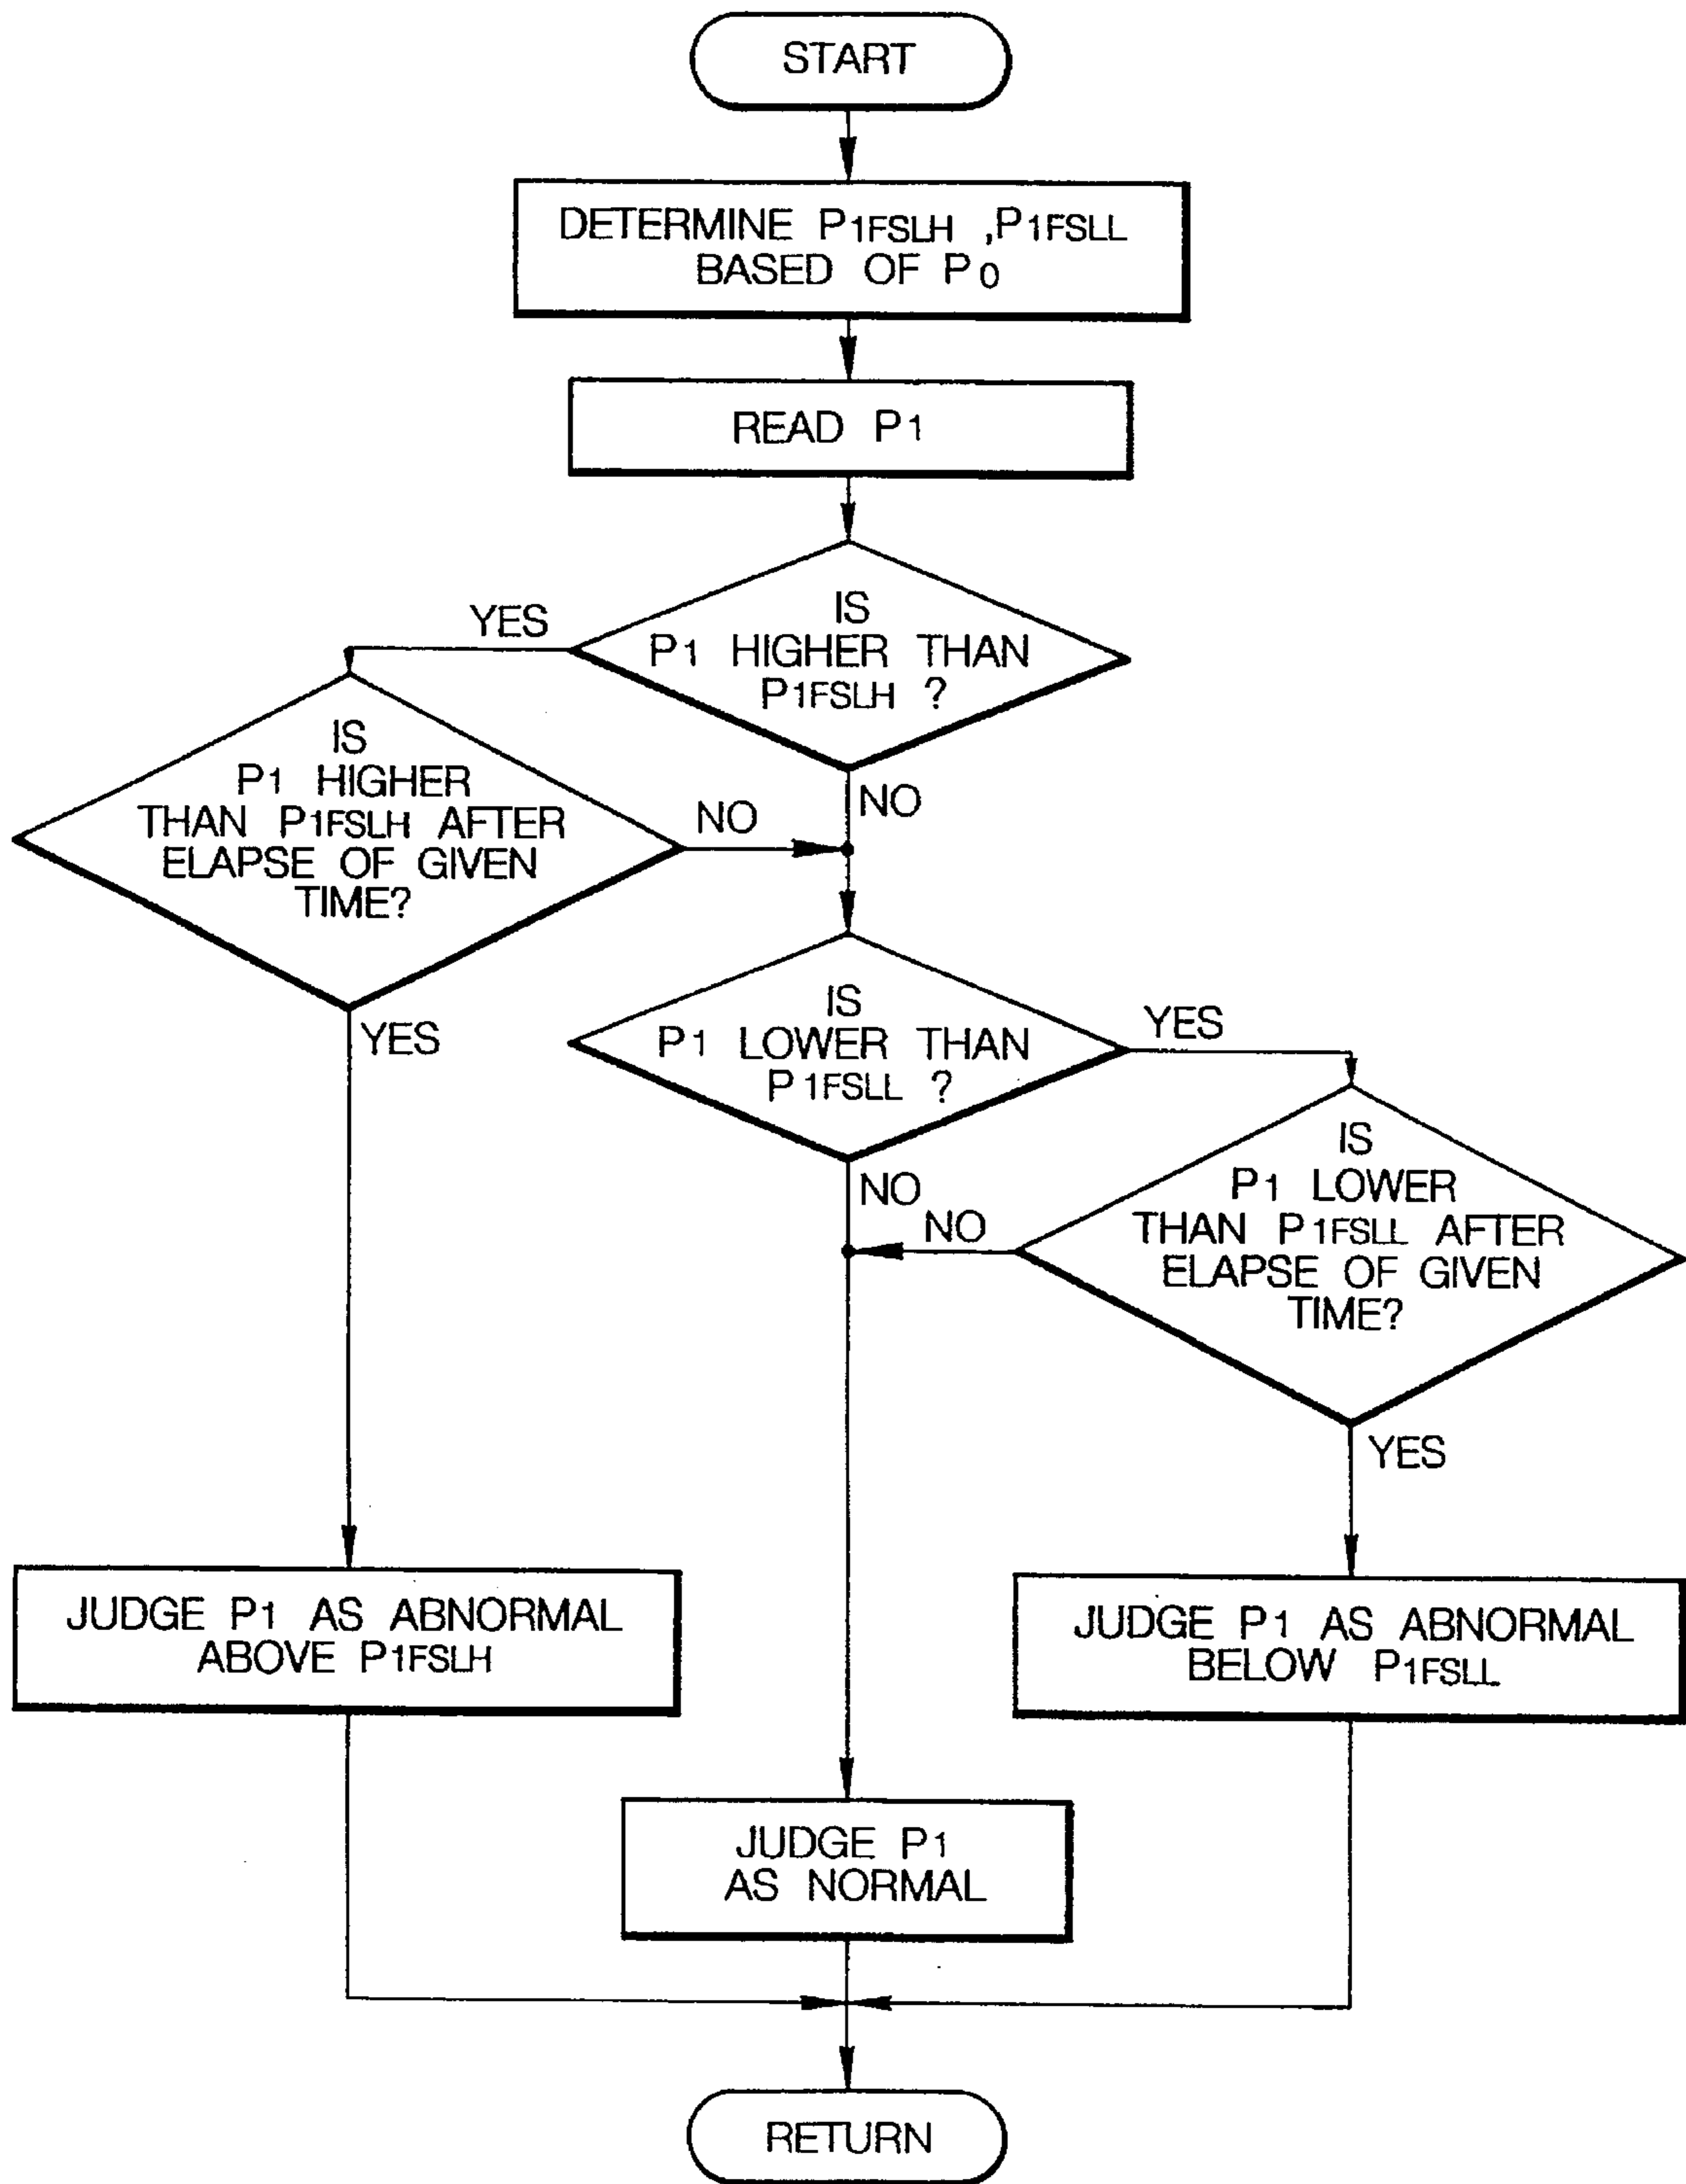 START
DETERMINE P1FSLH ,P1FSLL
BASED OF P0
READ P1
IS
P1 HIGHER THAN
P1FSLH ?
YES
NO
IS
P1 HIGHER
THAN P1FSLH AFTER
ELAPSE OF GIVEN
TIME?
NO
YES
IS
P1 LOWER THAN
P1FSLL ?
YES
NO
IS
P1 LOWER
THAN P1FSLL AFTER
ELAPSE OF GIVEN
TIME?
NO
YES
JUDGE P1 AS ABNORMAL
ABOVE P1FSLH
JUDGE P1 AS ABNORMAL
BELOW P1FSLL
JUDGE P1
AS NORMAL
RETURN